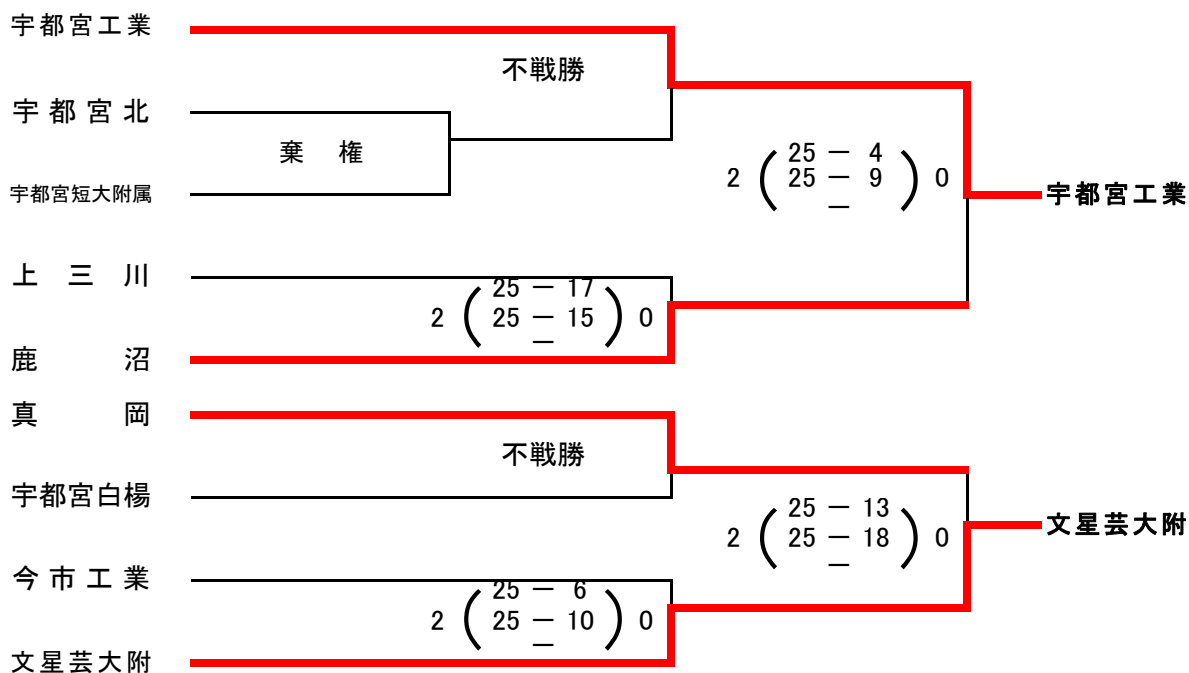 宇都宮工業
不戦勝
宇都宮北
棄 権
宇都宮短大附属
2 ( 25 － 4 ) 0
25 － 9
－
宇都宮工業
上三川
2 ( 25 － 17 ) 0
25 － 15
－
鹿沼
真岡
不戦勝
宇都宮白楊
2 ( 25 － 13 ) 0
25 － 18
－
文星芸大附
今市工業
2 ( 25 － 6 ) 0
25 － 10
－
文星芸大附